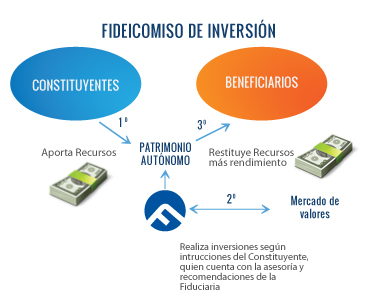 FIDEICOMISO DE INVERSIÓN
CONSTITUYENTES
BENEFICIARIOS
1º
3º
Aporta Recursos
PATRIMONIO
AUTÓNOMO
Restituye Recursos
más rendimiento
2º
Mercado de
valores
Realiza inversiones según
intrucciones del Constituyente,
quien cuenta con la asesoría y
recomendaciones de la
Fiduciaria